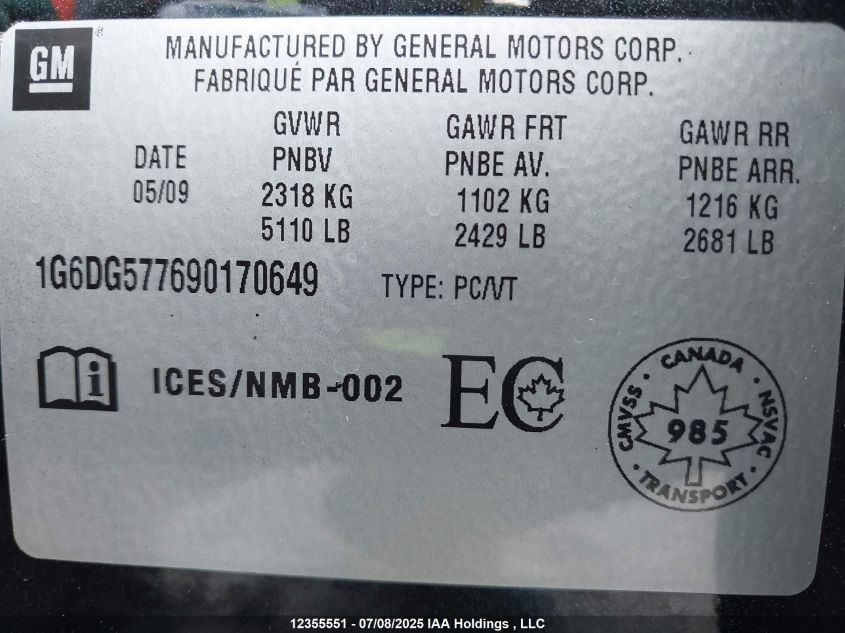 GM ®
MANUFACTURED BY GENERAL MOTORS CORP.
FABRIQUÉ PAR GENERAL MOTORS CORP.
GVWR GAWR FRT GAWR RR
DATE PNBV PNBE AV. PNBE ARR.
05/09 2318 KG 1102 KG 1216 KG
5110 LB 2429 LB 2681 LB
1G6DG577690170649 TYPE: PC/VT
i ICES/NMB-002 EC
CANADA
CMVSS · 985 · NSVAC
TRANSPORT
12355551 - 07/08/2025 IAA Holdings , LLC